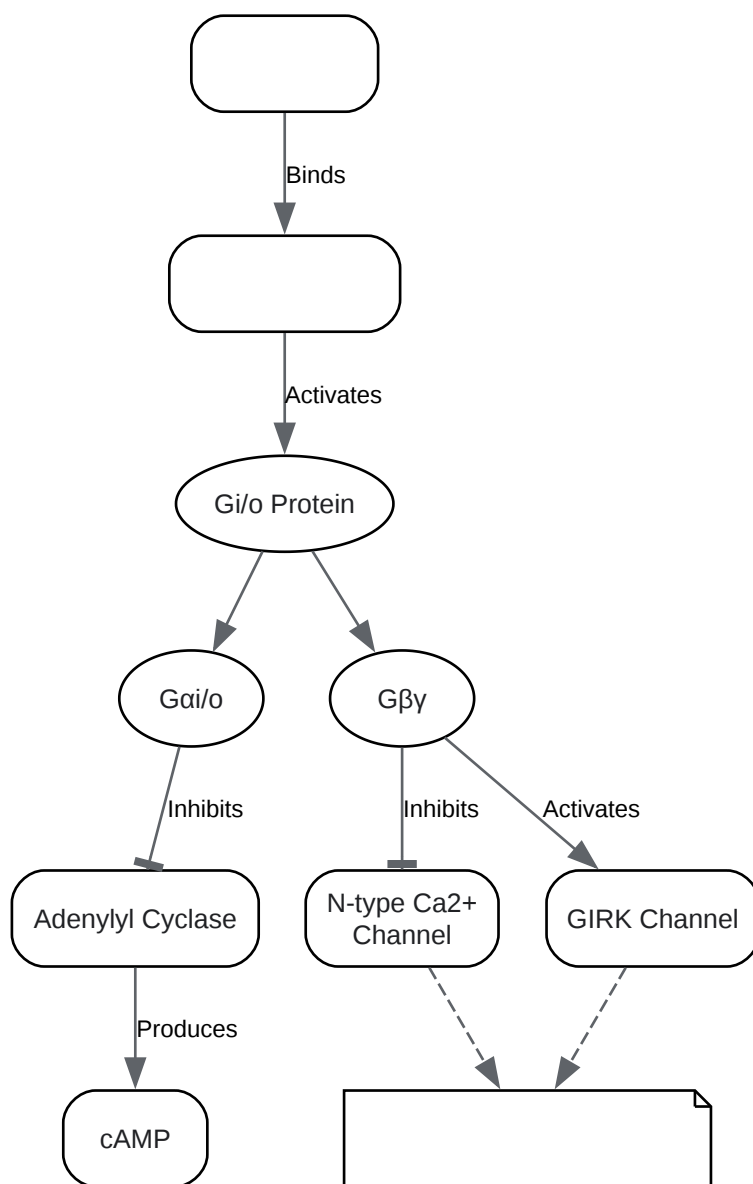 Binds
Activates
Gi/o Protein
Gαi/o
Gβγ
Inhibits
Inhibits
Activates
Adenylyl Cyclase
N-type Ca2+
Channel
GIRK Channel
Produces
cAMP